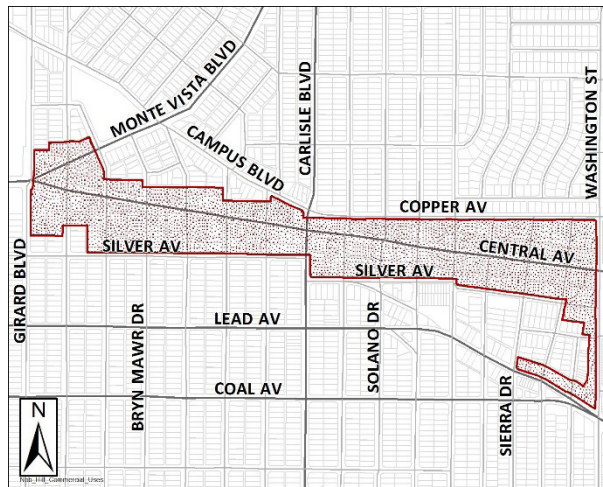 MONTE VISTA BLVD
CARLISLE BLVD
WASHINGTON ST
CAMPUS BLVD
COPPER AV
CENTRAL AV
SILVER AV
SILVER AV
GIRARD BLVD
BRYN MAWR DR
LEAD AV
SOLANO DR
COAL AV
SIERRA DR
N
Nob_Hill_Commercial_Uses